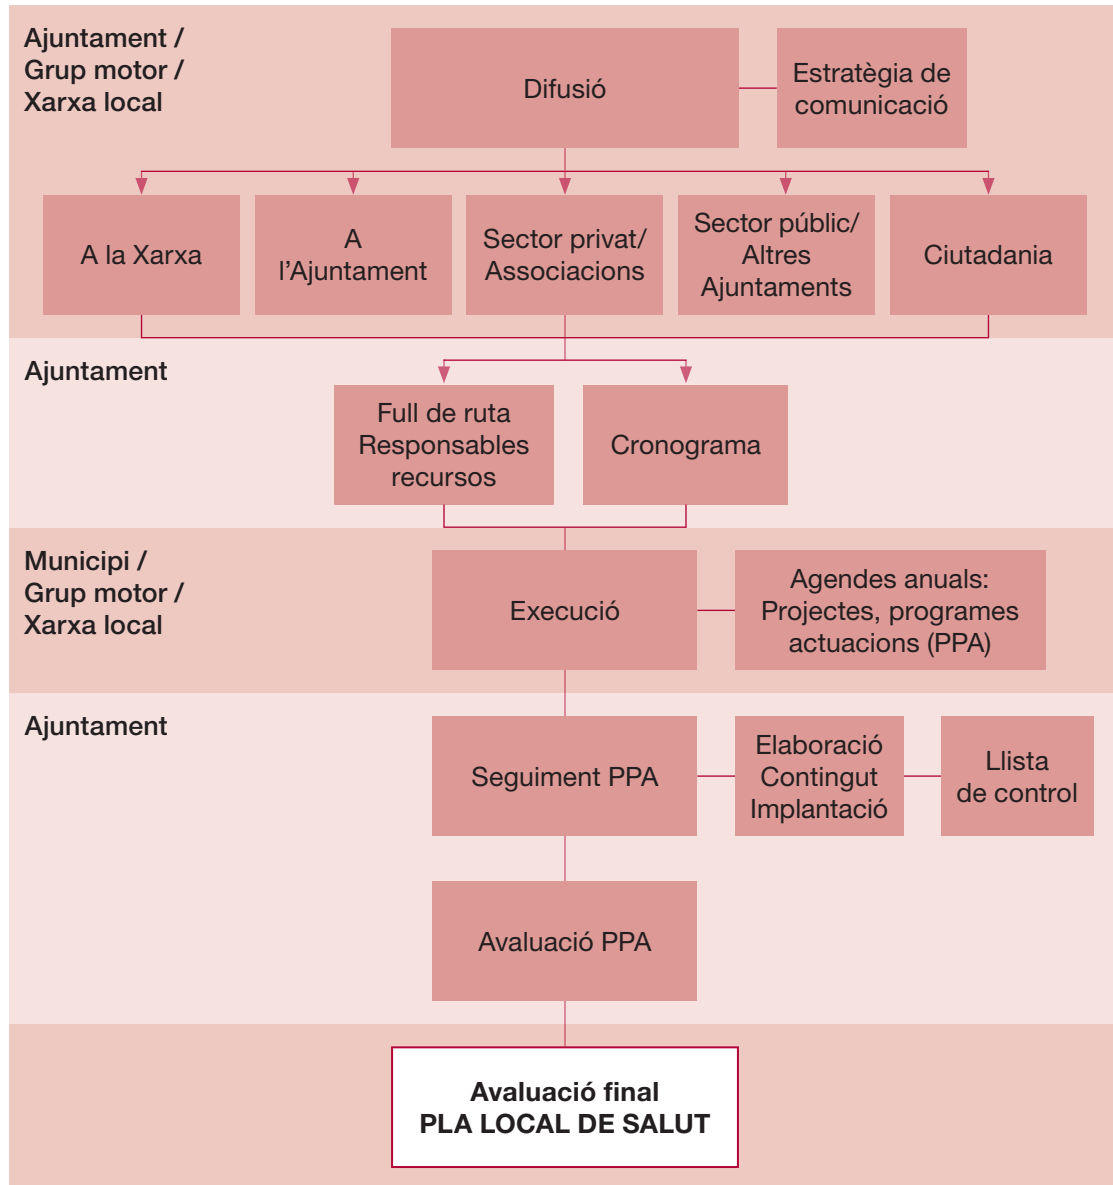 Ajuntament /
Grup motor /
Xarxa local
Difusió
Estratègia de
comunicació
A la Xarxa
A
l’Ajuntament
Sector privat/
Associacions
Sector públic/
Altres
Ajuntaments
Ciutadania
Ajuntament
Full de ruta
Responsables
recursos
Cronograma
Municipi /
Grup motor /
Xarxa local
Execució
Agendes anuals:
Projectes, programes
actuacions (PPA)
Ajuntament
Seguiment PPA
Elaboració
Contingut
Implantació
Llista
de control
Avaluació PPA
Avaluació final
PLA LOCAL DE SALUT